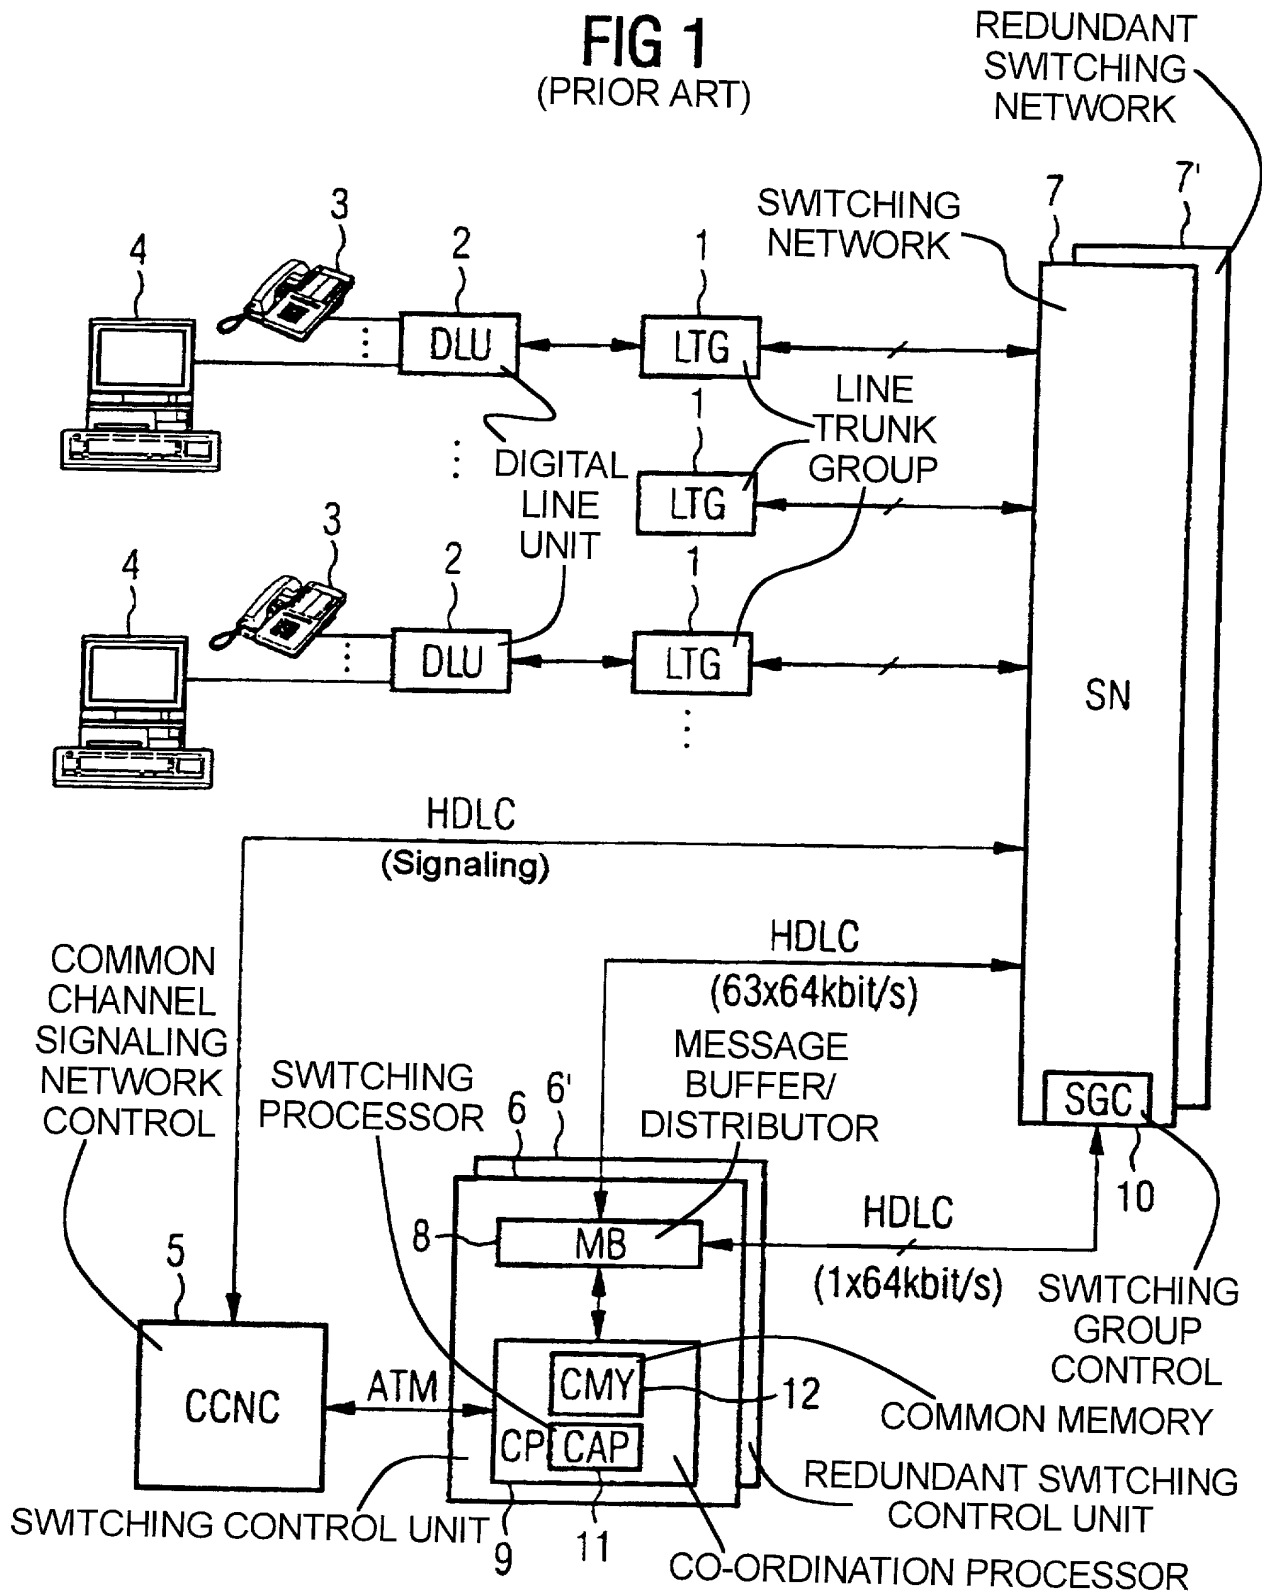 FIG 1
(PRIOR ART)
REDUNDANT
SWITCHING
NETWORK
7'
7
SWITCHING
NETWORK
4
3
2
1
DLU
LTG
LINE
TRUNK
GROUP
1
LTG
DIGITAL
LINE
UNIT
4
3
2
1
DLU
LTG
SN
HDLC
(Signaling)
HDLC
(63x64kbit/s)
COMMON
CHANNEL
SIGNALING
NETWORK
CONTROL
SWITCHING
PROCESSOR
MESSAGE
BUFFER/
DISTRIBUTOR
6'
6
SGC
10
8
MB
HDLC
(1x64kbit/s)
SWITCHING
GROUP
CONTROL
5
CCNC
ATM
CMY
12
COMMON MEMORY
CP
CAP
9
11
SWITCHING CONTROL UNIT
REDUNDANT SWITCHING
CONTROL UNIT
CO-ORDINATION PROCESSOR